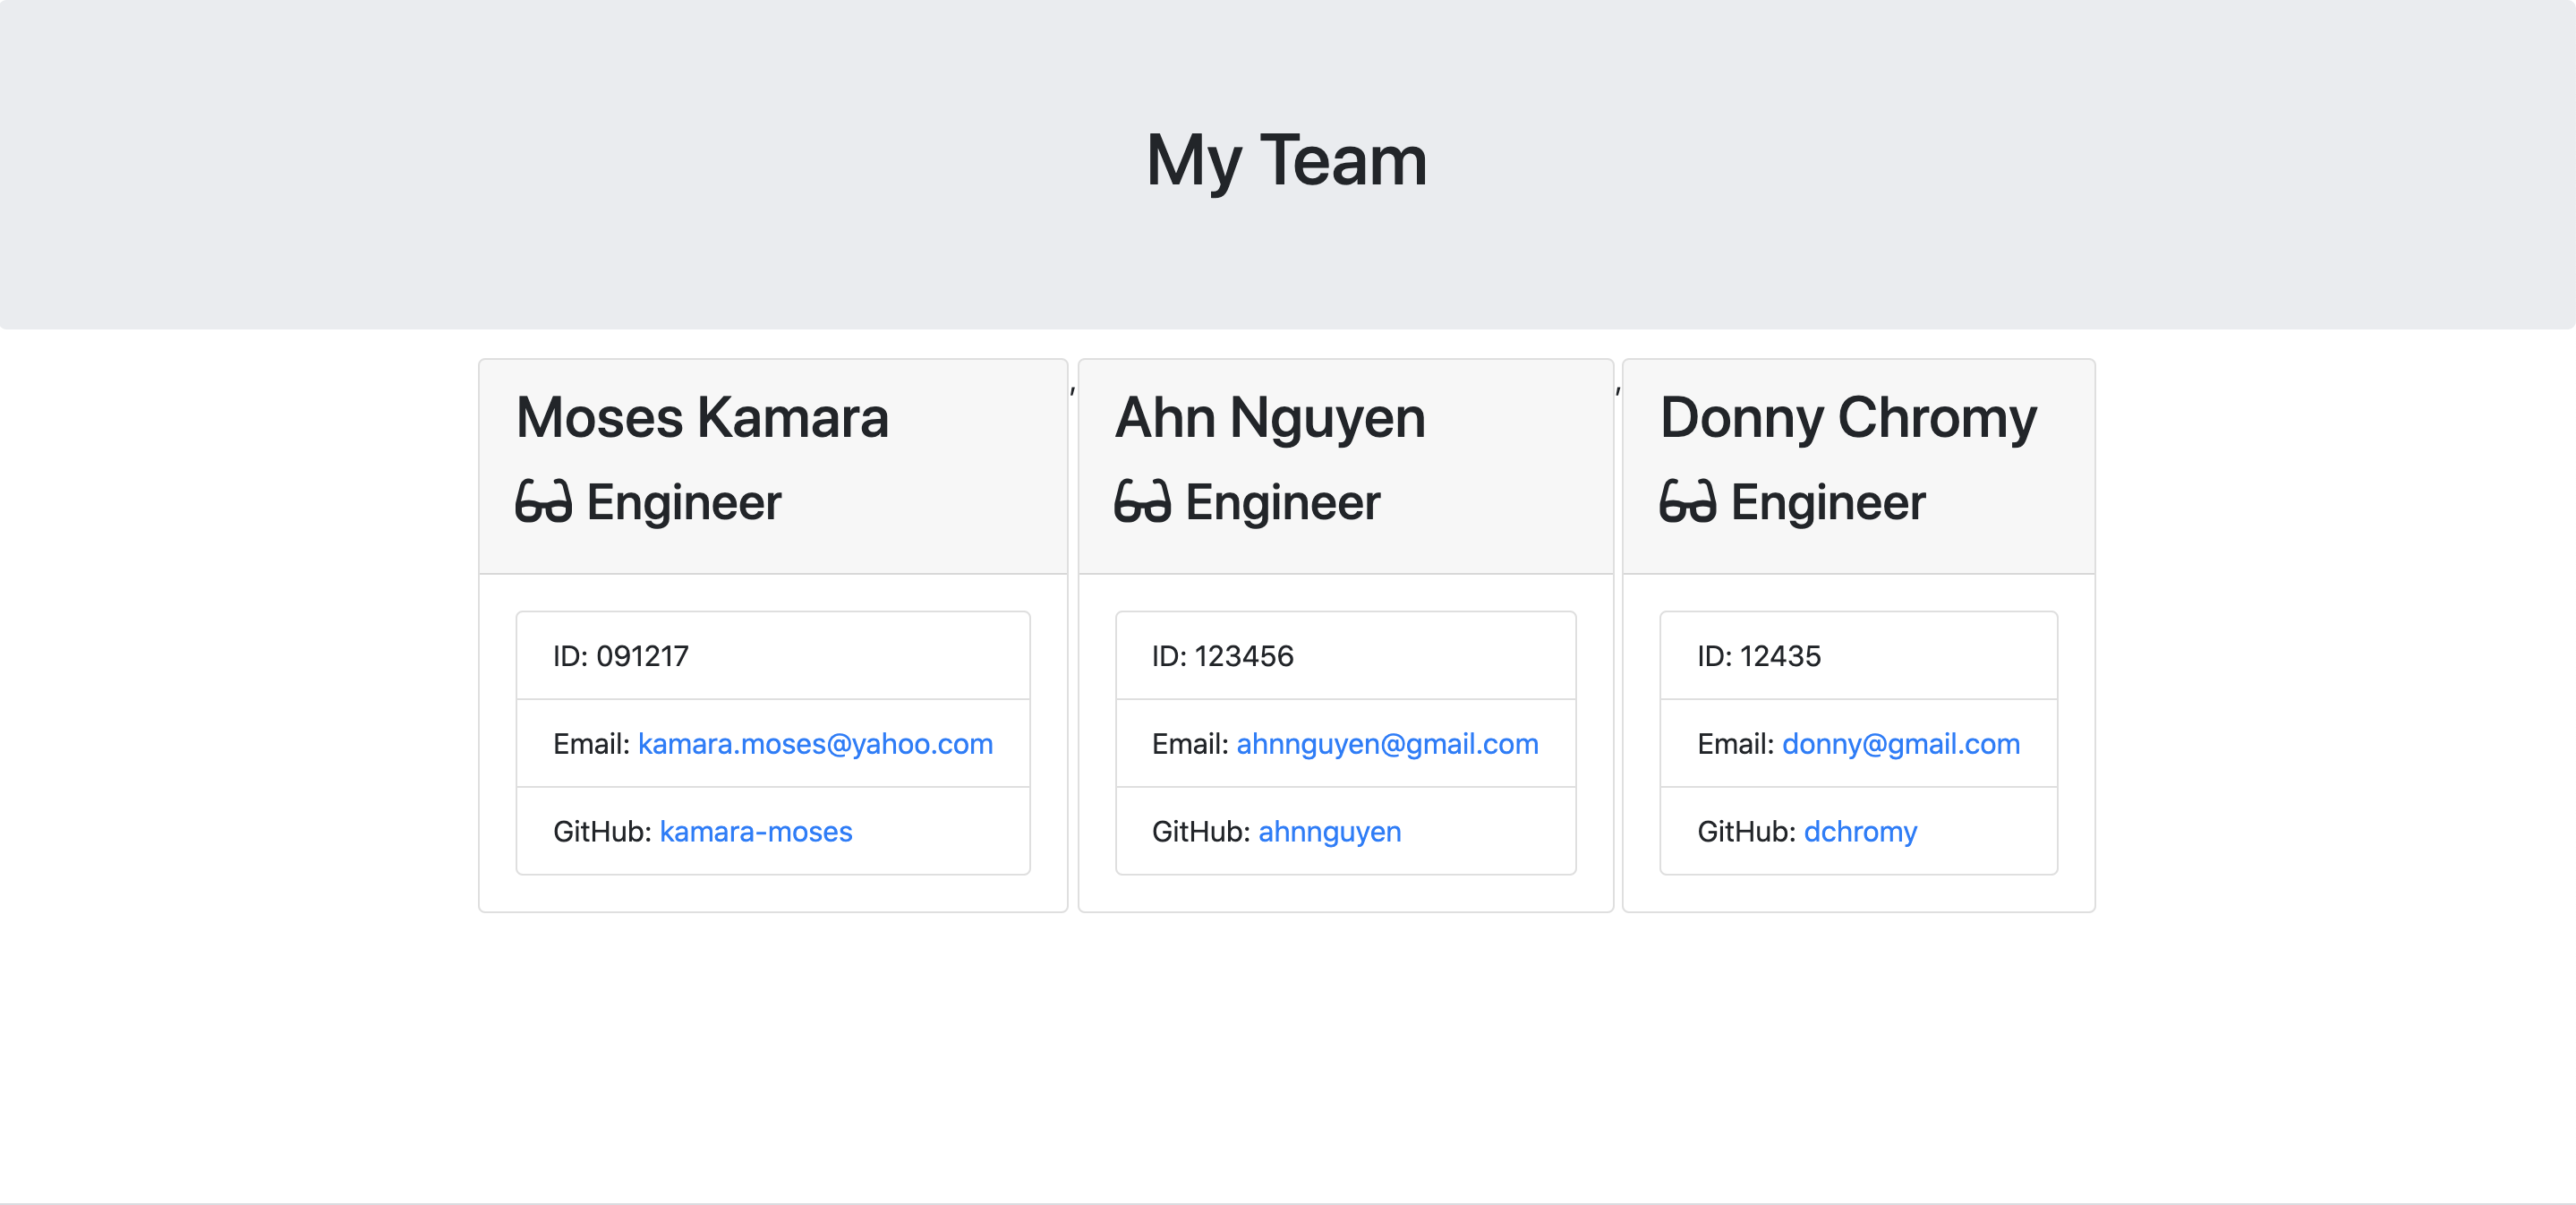 My Team
Moses Kamara
Engineer
ID: 091217
Email: kamara.moses@yahoo.com
GitHub: kamara-moses
,
Ahn Nguyen
Engineer
ID: 123456
Email: ahnnguyen@gmail.com
GitHub: ahnnguyen
,
Donny Chromy
Engineer
ID: 12435
Email: donny@gmail.com
GitHub: dchromy